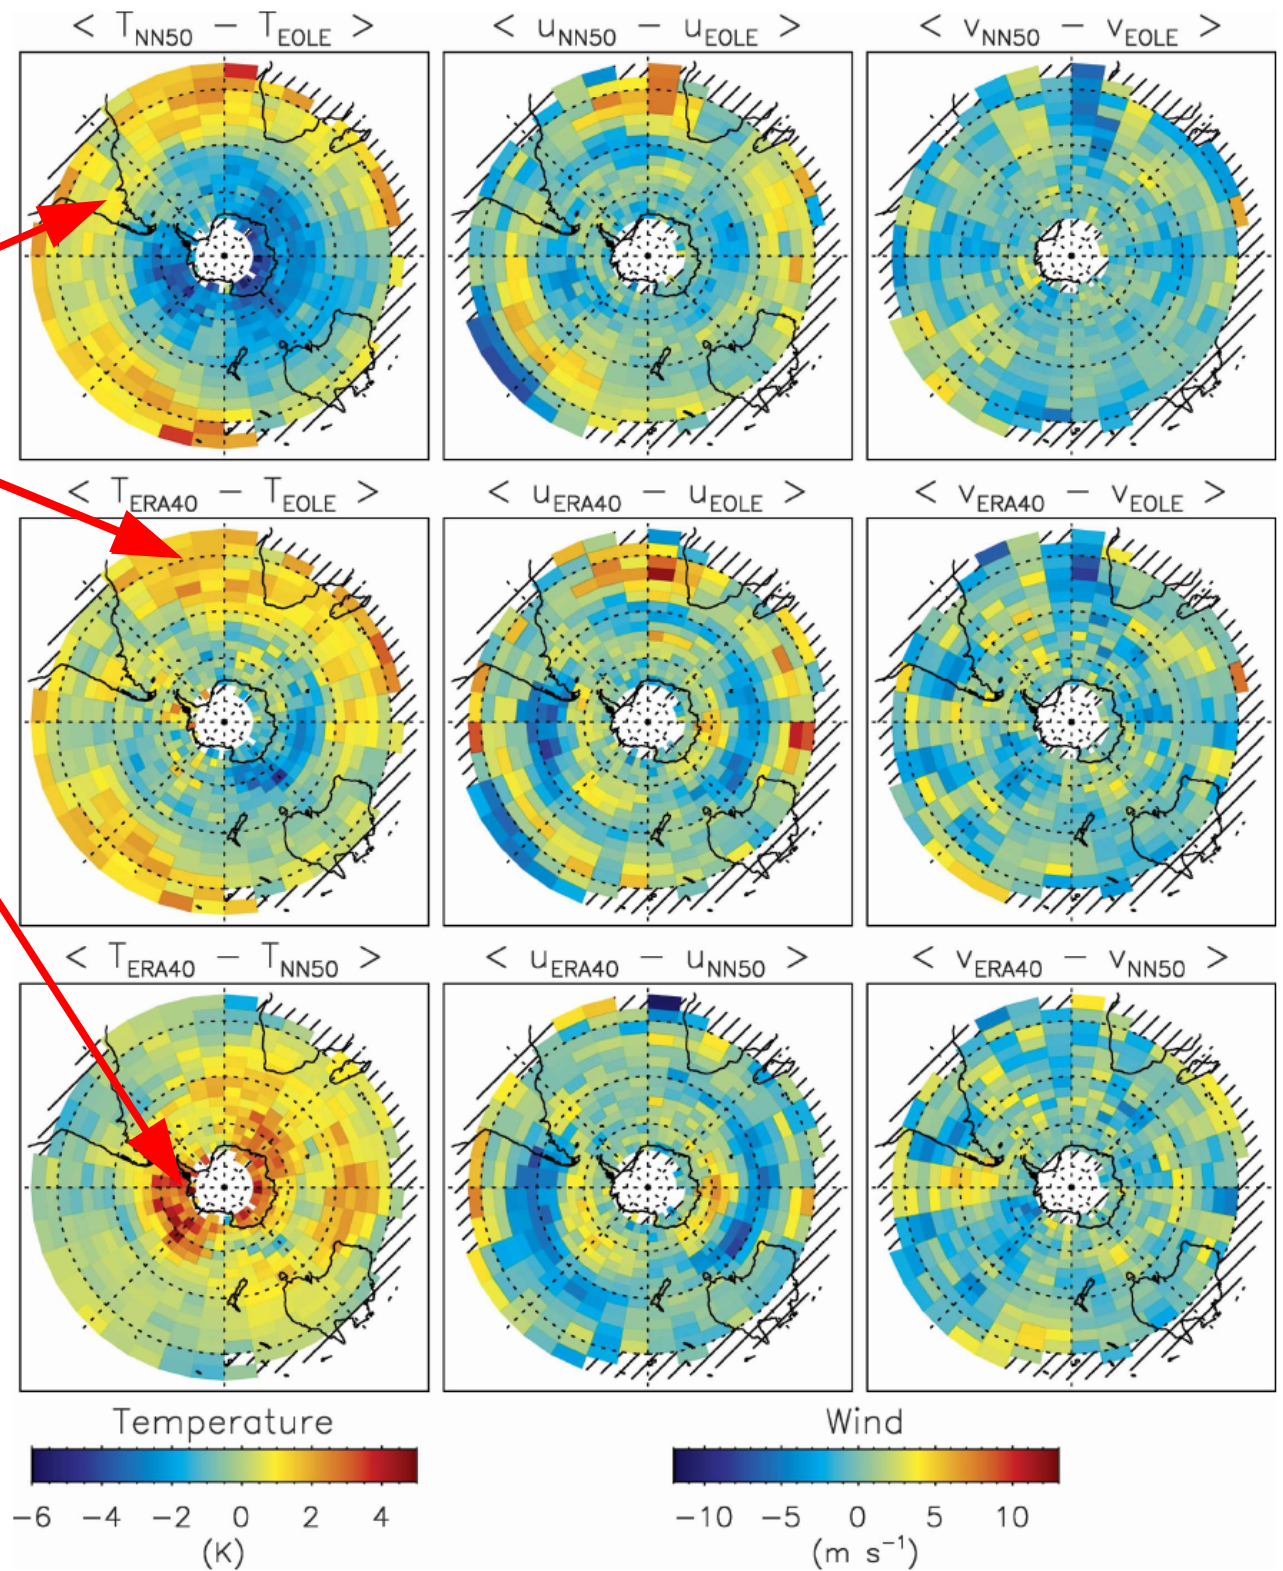 < T_NN50 − T_EOLE > < u_NN50 − u_EOLE > < v_NN50 − v_EOLE >
< T_ERA40 − T_EOLE > < u_ERA40 − u_EOLE > < v_ERA40 − v_EOLE >
< T_ERA40 − T_NN50 > < u_ERA40 − u_NN50 > < v_ERA40 − v_NN50 >
Temperature
−6 −4 −2 0 2 4
(K)
Wind
−10 −5 0 5 10
(m s⁻¹)